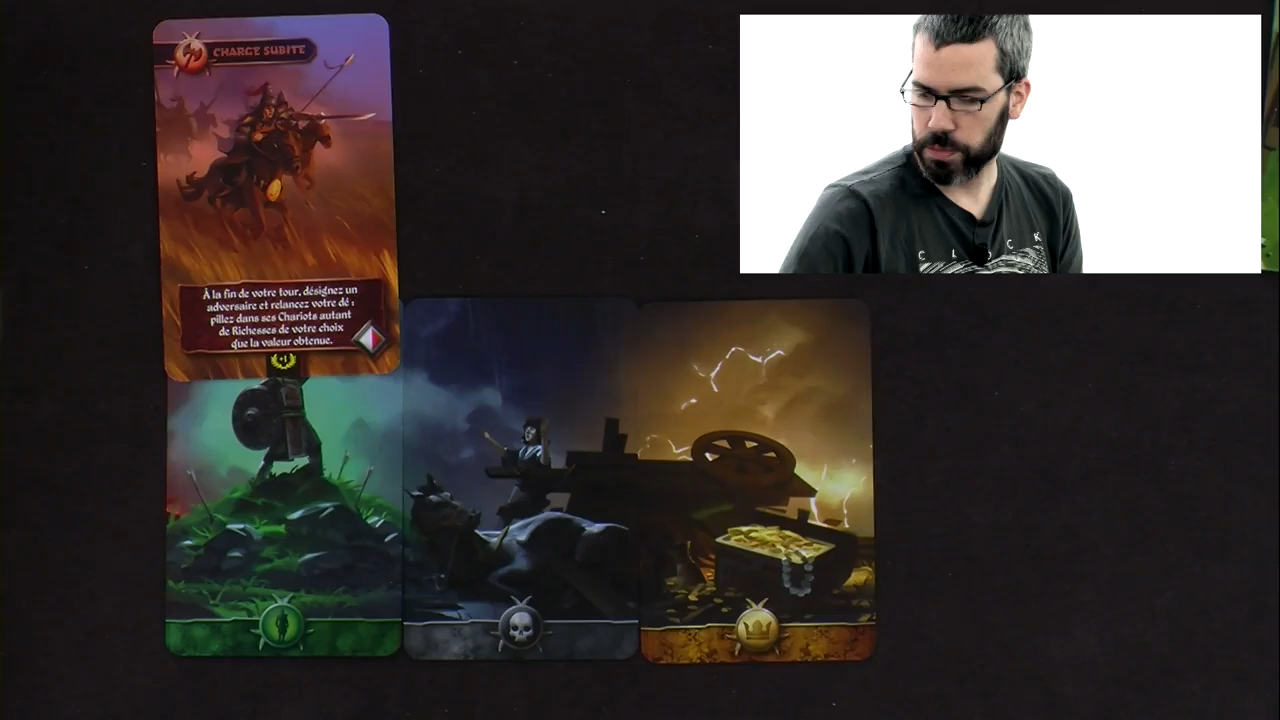 CHARGE SUBITE
À la fin de votre tour, désignez un
adversaire et relancez votre dé :
pillez dans ses Chariots autant
de Richesses de votre choix
que la valeur obtenue.
+1
C L O C K